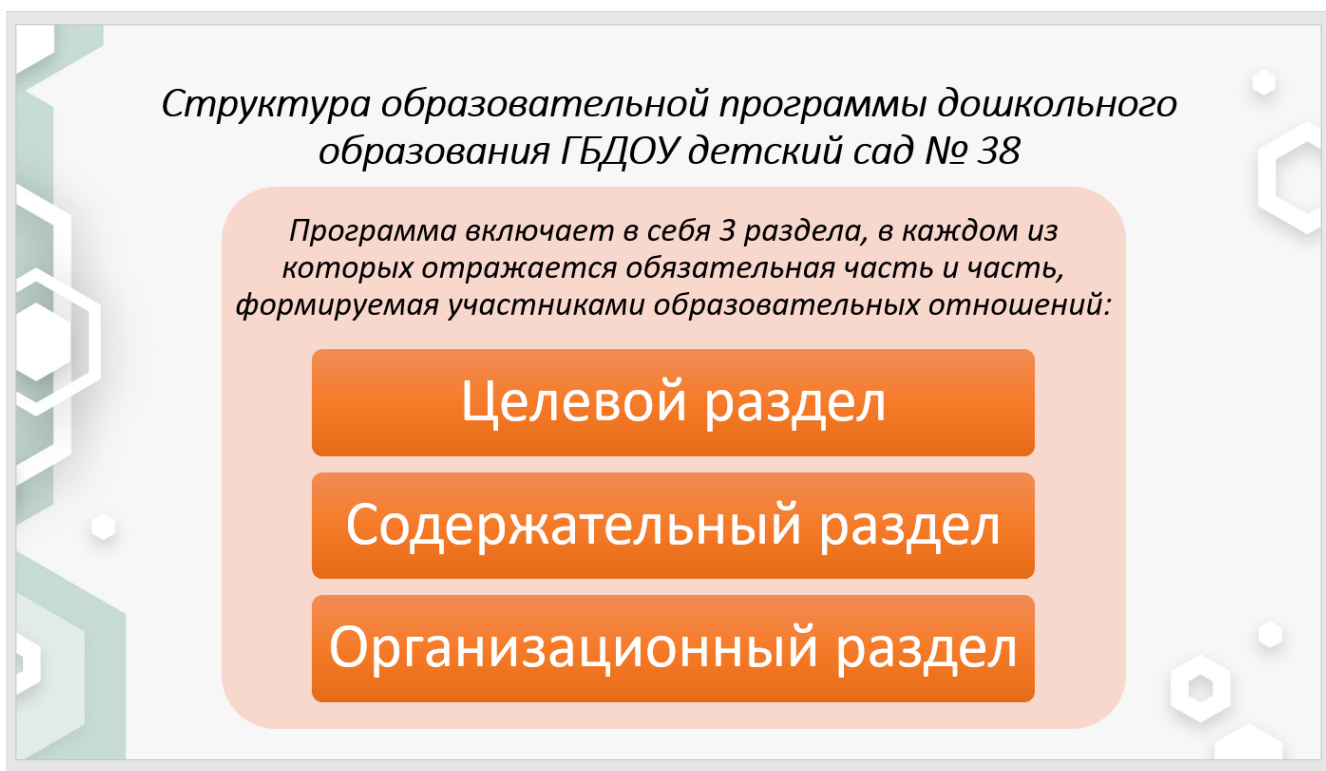 Структура образовательной программы дошкольного
образования ГБДОУ детский сад № 38
Программа включает в себя 3 раздела, в каждом из
которых отражается обязательная часть и часть,
формируемая участниками образовательных отношений:
Целевой раздел
Содержательный раздел
Организационный раздел